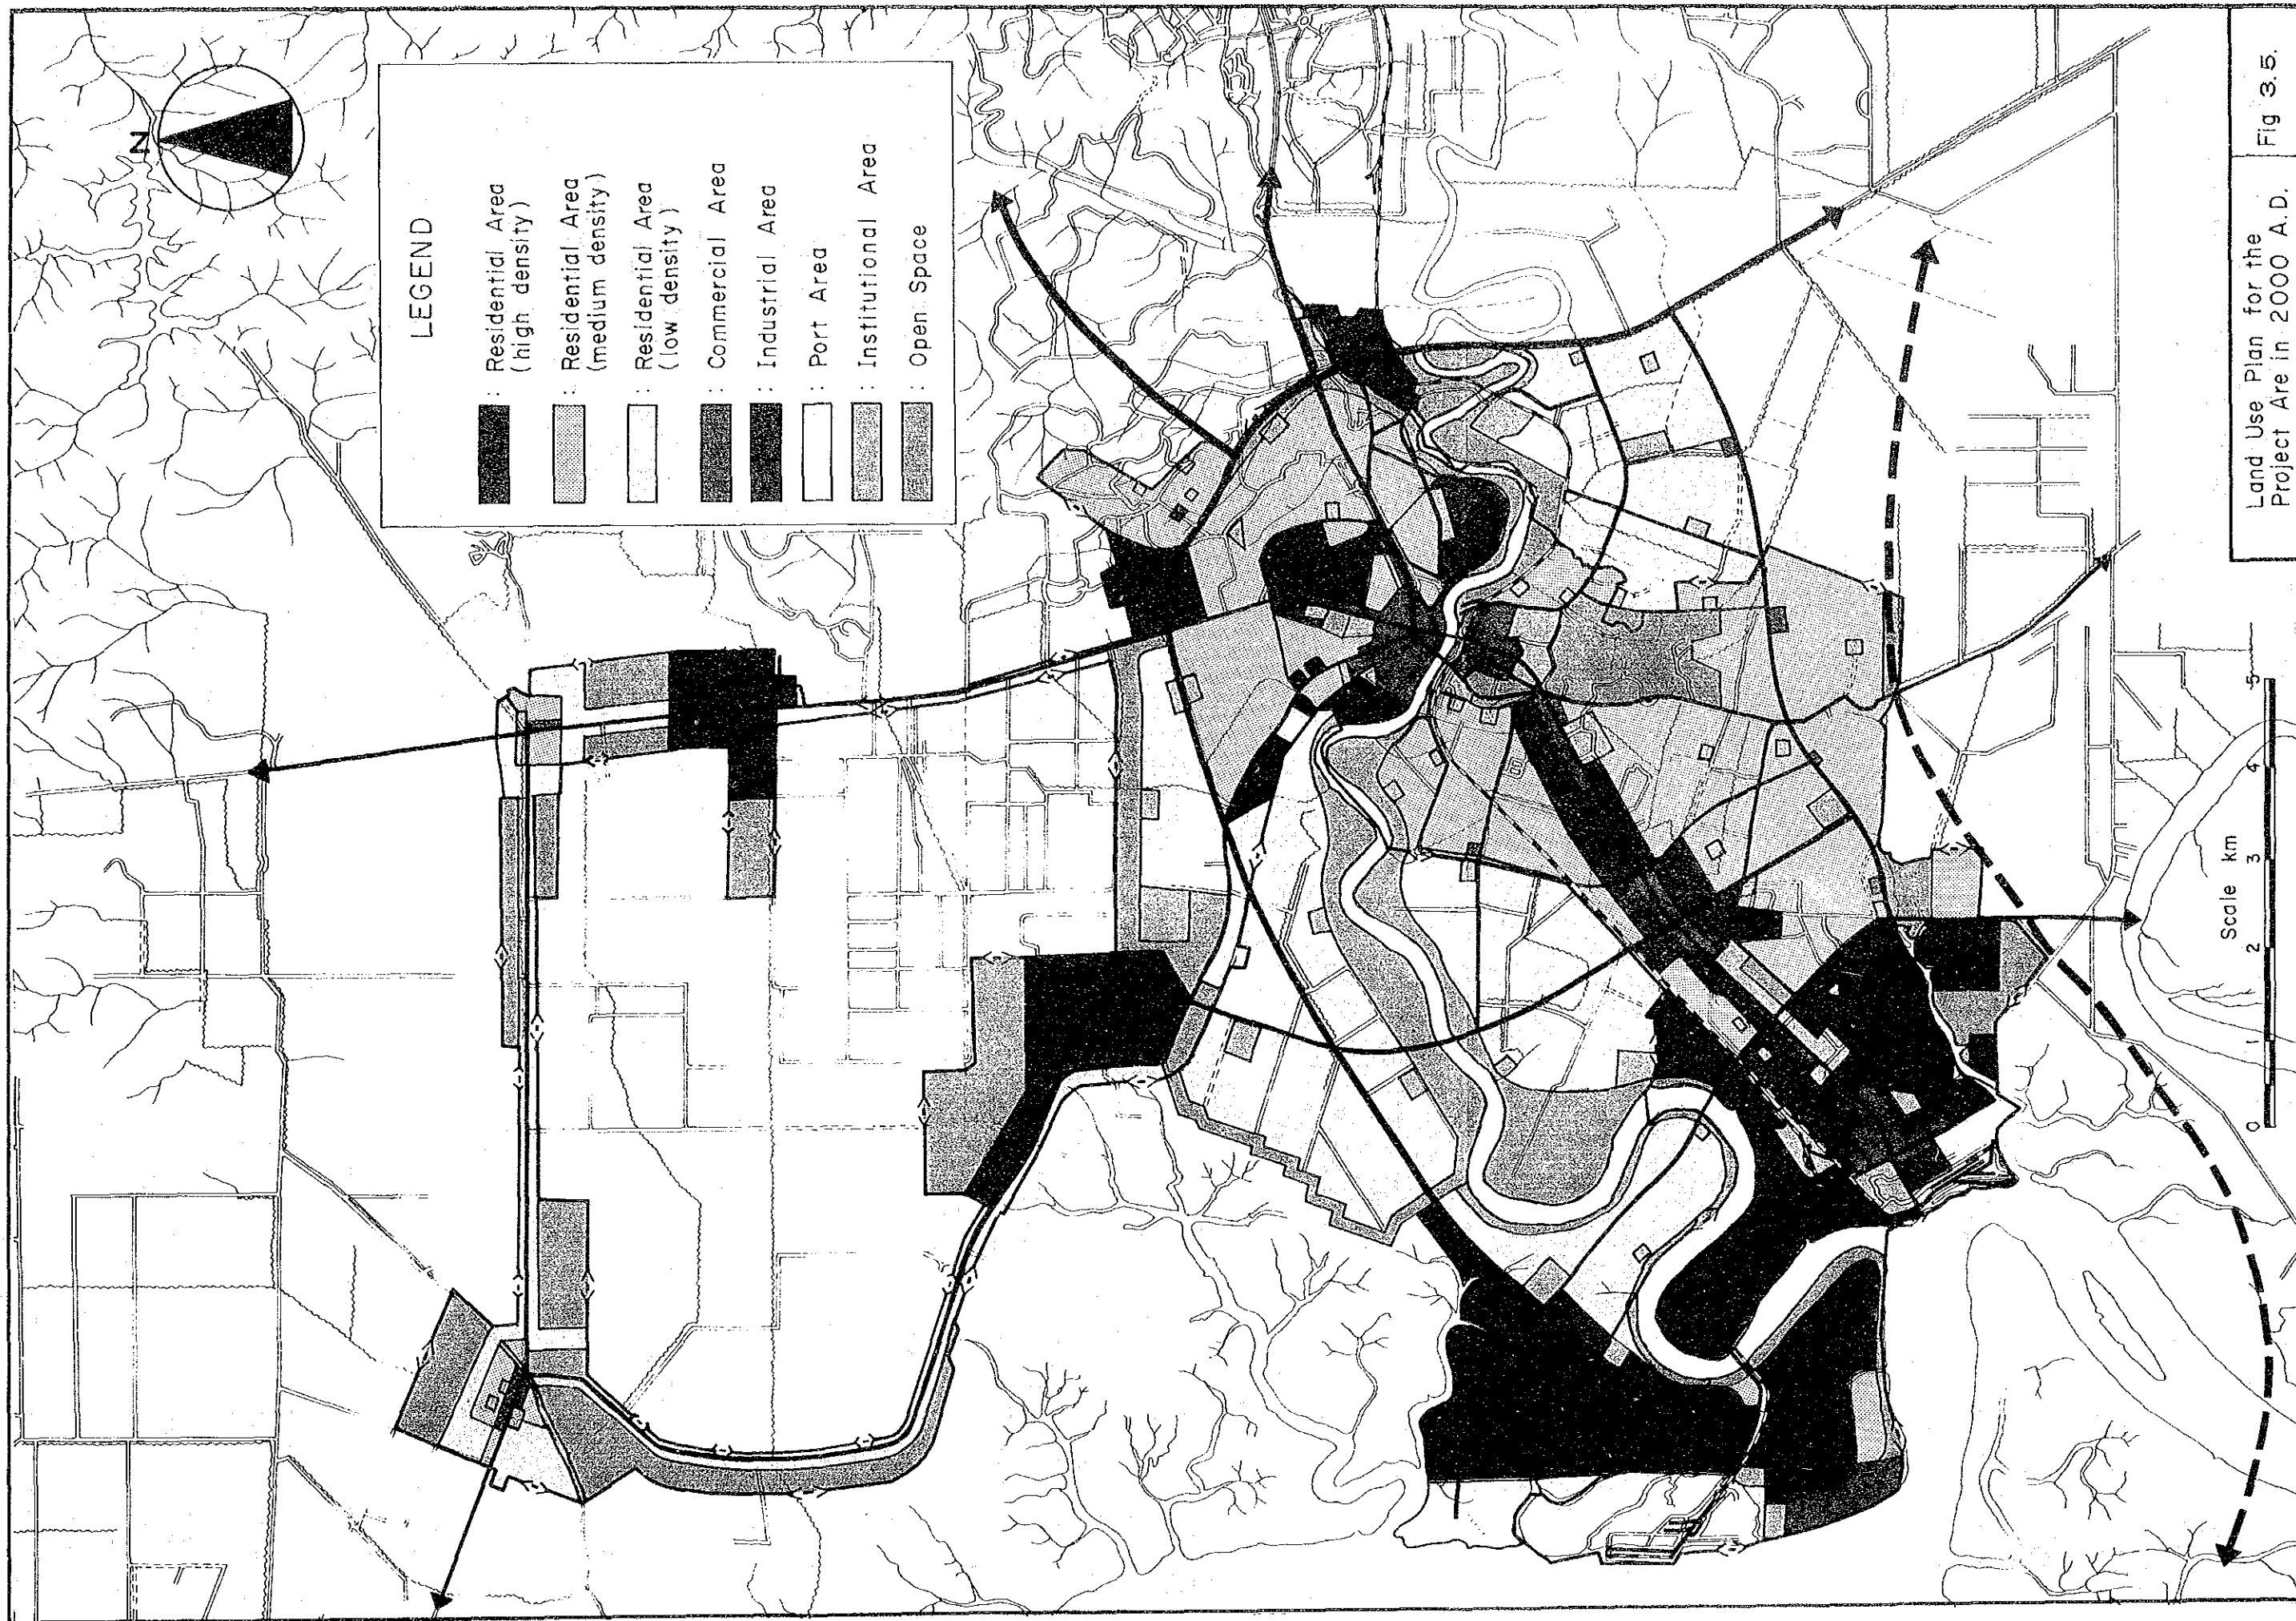 N
LEGEND
: Residential Area
(high density)
: Residential Area
(medium density)
: Residential Area
(low density)
: Commercial Area
: Industrial Area
: Port Area
: Institutional Area
: Open Space
Scale km
0 1 2 3 4 5
Land Use Plan for the
Project Are in 2000 A.D.
Fig 3.5.